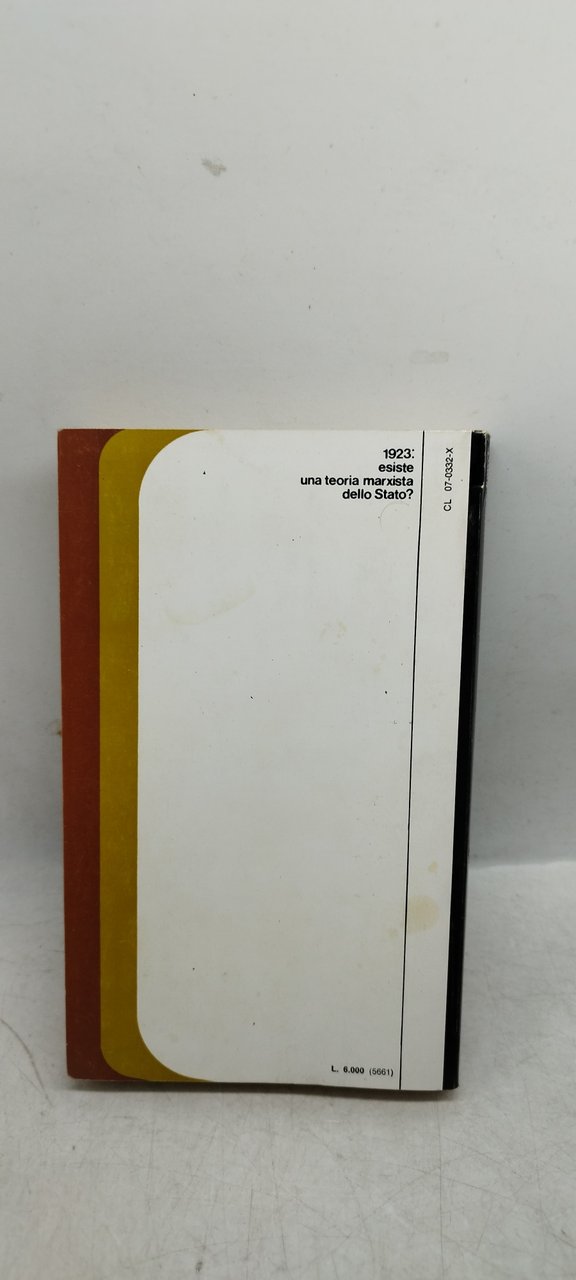 1923:
esiste
una teoria marxista
dello Stato?
CL 07-0332-X
L. 6.000 (5661)